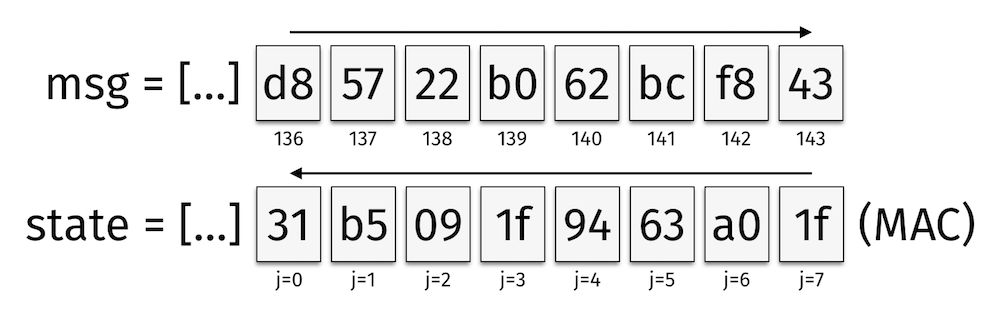 msg = [...] d8 57 22 b0 62 bc f8 43
136 137 138 139 140 141 142 143
state = [...] 31 b5 09 1f 94 63 a0 1f (MAC)
j=0 j=1 j=2 j=3 j=4 j=5 j=6 j=7